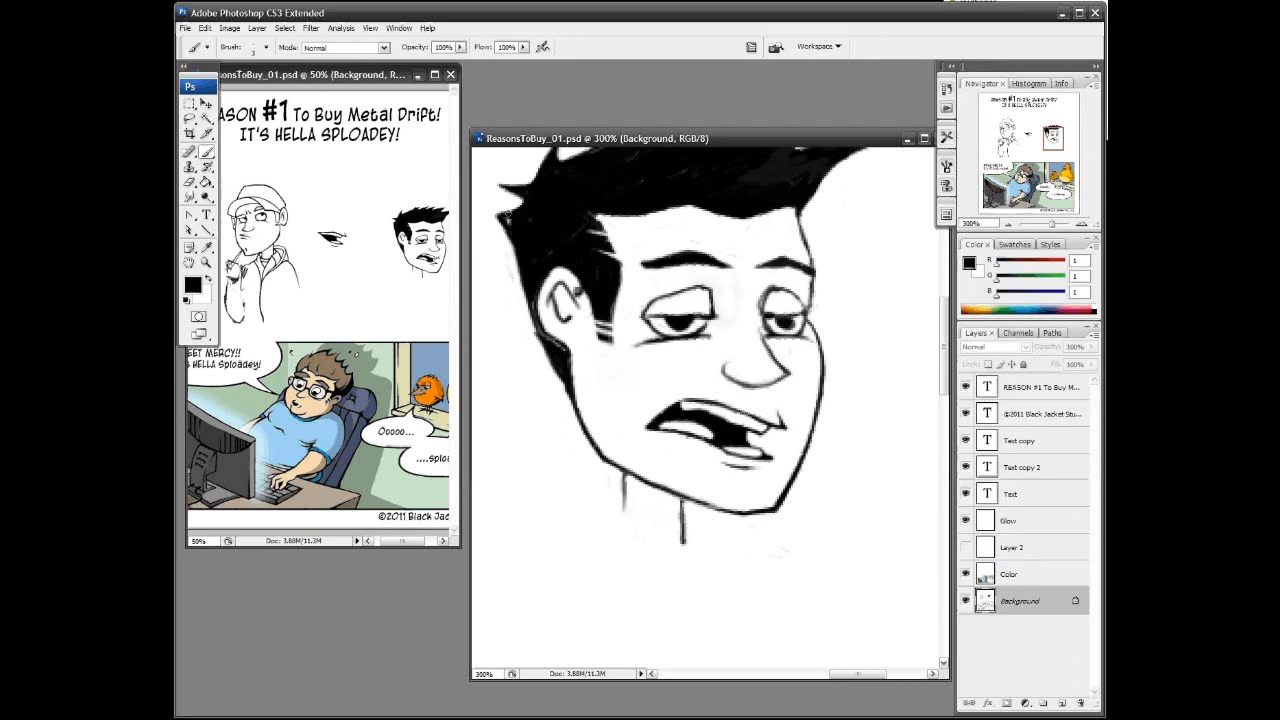 Adobe Photoshop CS3 Extended
File Edit Image Layer Select Filter Analysis View Window Help
Brush: 3 Mode: Normal Opacity: 100% Flow: 100% Workspace
onsToBuy_01.psd @ 50% (Background, R...
Ps
ASON #1 To Buy Metal Drift!
IT'S HELLA SPLOADEY!
EET MERCY!!
S HELLA Sploadey!
Ooooo...
....splo
©2011 Black Jac
50% Doc: 3.88M/11.3M
ReasonsToBuy_01.psd @ 300% (Background, RGB/8)
300% Doc: 3.88M/11.3M
Navigator Histogram Info
300%
Color Swatches Styles
R 1
G 1
B 1
Layers Channels Paths
Normal Opacity: 100%
Lock: Fill: 100%
T REASON #1 To Buy M...
T ©2011 Black Jacket Stu...
T Text copy
T Text copy 2
T Text
Glow
Layer 2
Color
Background